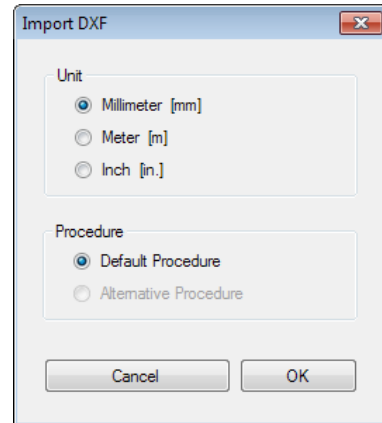 Import DXF
Unit
Millimeter [mm]
Meter [m]
Inch [in.]
Procedure
Default Procedure
Alternative Procedure
Cancel OK